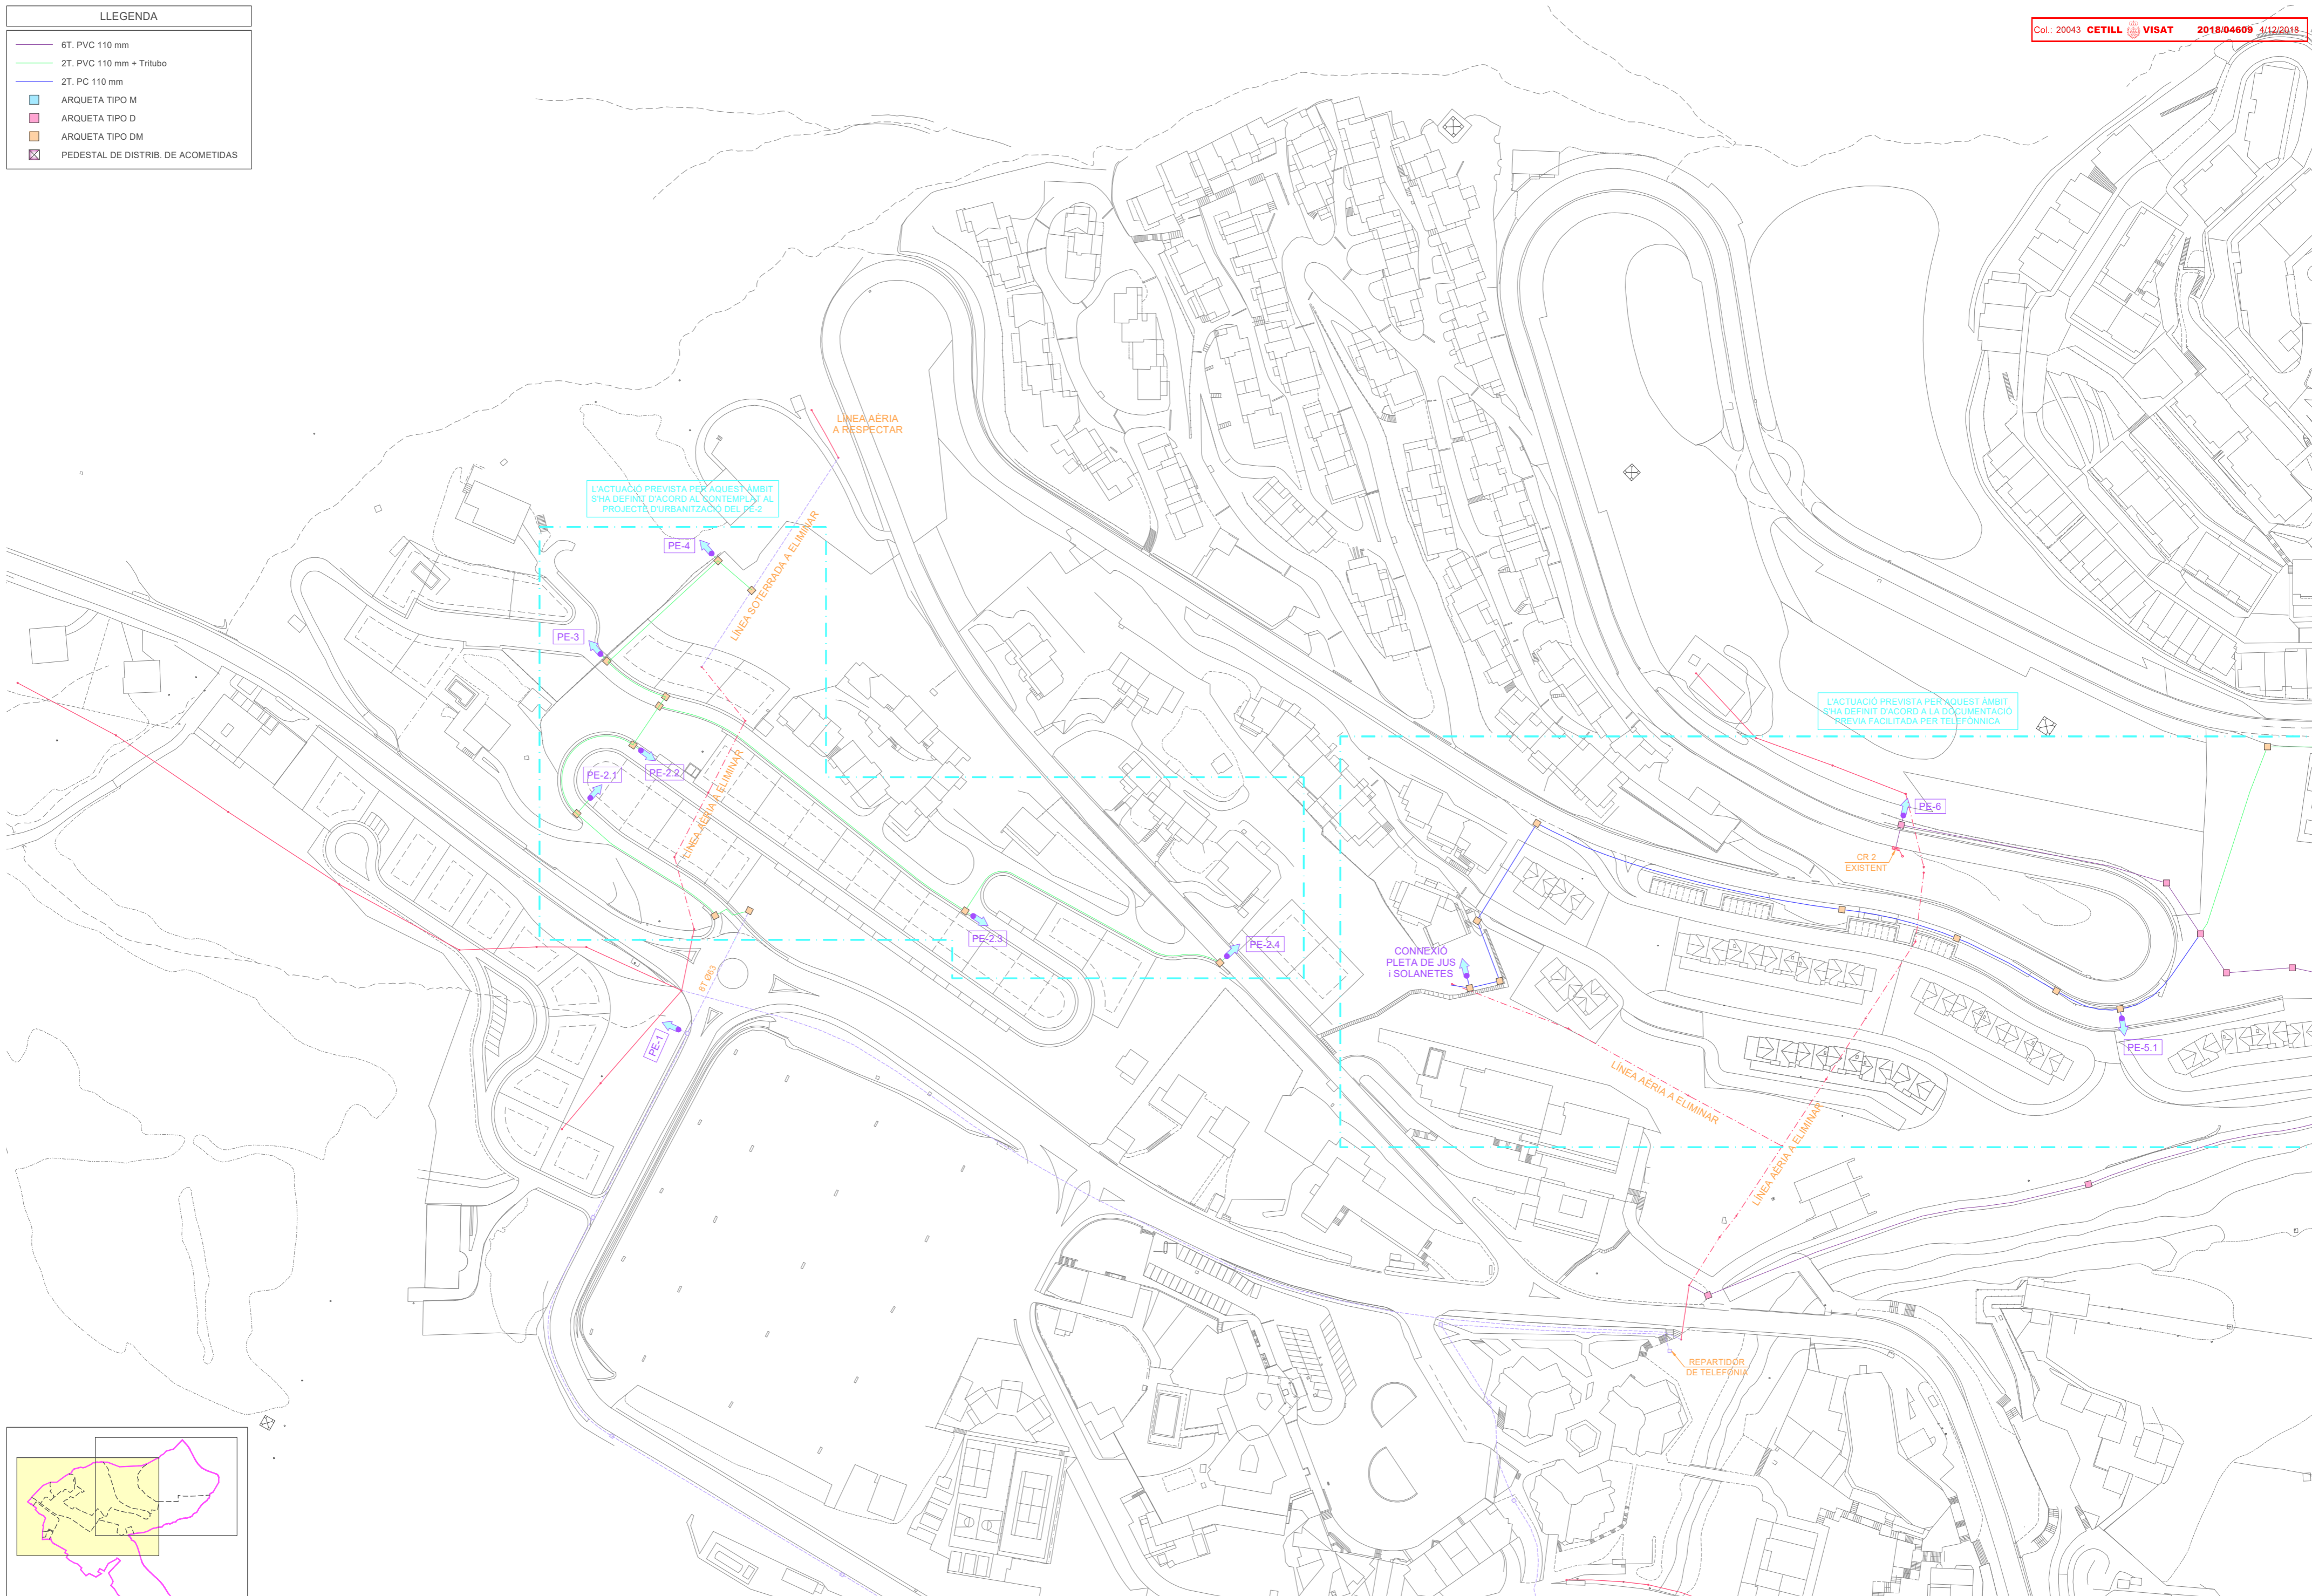 LLEGENDA
6T. PVC 110 mm
2T. PVC 110 mm + Tritubo
2T. PC 110 mm
ARQUETA TIPO M
ARQUETA TIPO D
ARQUETA TIPO DM
PEDESTAL DE DISTRIB. DE ACOMETIDAS
Col.: 20043 CETILL VISAT 2018/04609 4/12/2018
LÍNEA AÈRIA
A RESPECTAR
L'ACTUACIÓ PREVISTA PER AQUEST ÀMBIT
S'HA DEFINIT D'ACORD AL CONTEMPLAT AL
PROJECTE D'URBANITZACIÓ DEL PE-2
PE-4
LÍNEA SOTERRADA A ELIMINAR
PE-3
PE-2.1
PE-2.2
LÍNEA AÈRIA A ELIMINAR
PE-2.3
PE-2.4
8T Ø63
PE-1
L'ACTUACIÓ PREVISTA PER AQUEST ÀMBIT
S'HA DEFINIT D'ACORD A LA DOCUMENTACIÓ
PREVIA FACILITADA PER TELEFÓNNICA
PE-6
CR 2
EXISTENT
CONNEXIÓ
PLETA DE JUS
i SOLANETES
PE-5.1
LÍNEA AÈRIA A ELIMINAR
LÍNEA AÈRIA A ELIMINAR
REPARTIDOR
DE TELEFONIA